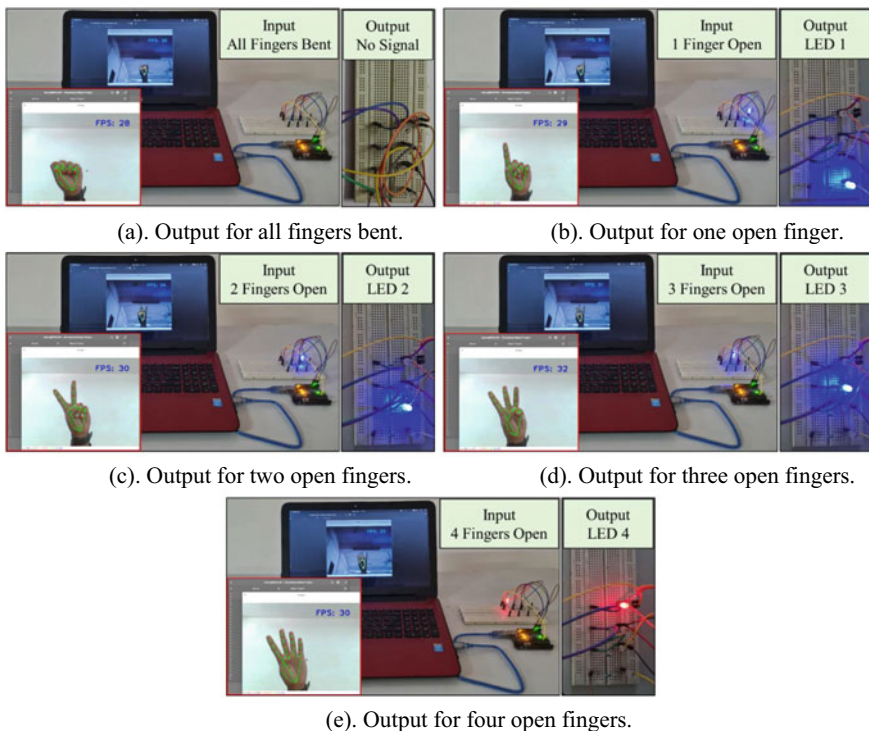 Input
All Fingers Bent
Output
No Signal
FPS: 28
(a). Output for all fingers bent.
Input
1 Finger Open
Output
LED 1
FPS: 29
(b). Output for one open finger.
Input
2 Fingers Open
Output
LED 2
FPS: 30
(c). Output for two open fingers.
Input
3 Fingers Open
Output
LED 3
FPS: 32
(d). Output for three open fingers.
Input
4 Fingers Open
Output
LED 4
FPS: 30
(e). Output for four open fingers.